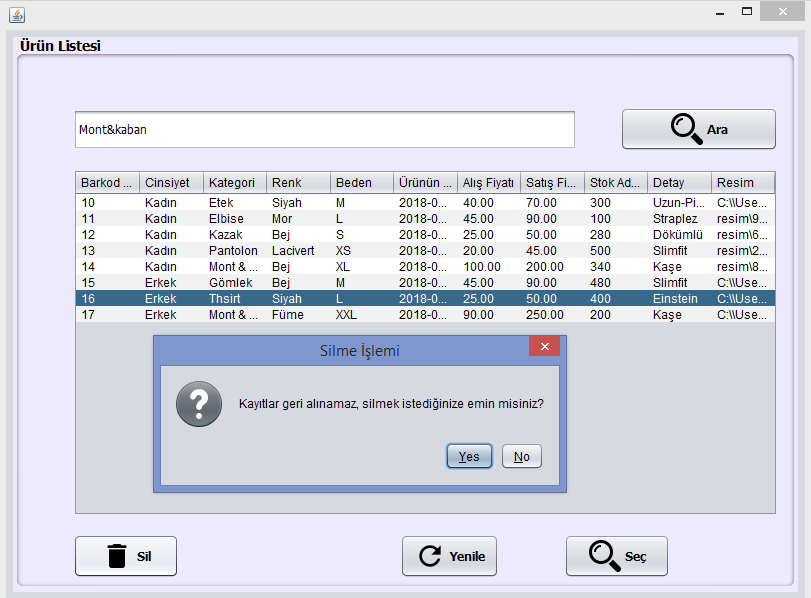 Ürün Listesi
Mont&kaban
Ara
Barkod ... Cinsiyet Kategori Renk Beden Ürünün ... Alış Fiyatı Satış Fi... Stok Ad... Detay Resim
10 Kadın Etek Siyah M 2018-0... 40.00 70.00 300 Uzun-Pi... C:\\Use...
11 Kadın Elbise Mor L 2018-0... 45.00 90.00 100 Straplez resim\9...
12 Kadın Kazak Bej S 2018-0... 25.00 50.00 280 Dökümlü resim\6...
13 Kadın Pantolon Lacivert XS 2018-0... 20.00 45.00 500 Slimfit resim\2...
14 Kadın Mont & ... Bej XL 2018-0... 100.00 200.00 340 Kaşe resim\8...
15 Erkek Gömlek Bej M 2018-0... 45.00 90.00 480 Slimfit C:\\Use...
16 Erkek Thsirt Siyah L 2018-0... 25.00 50.00 400 Einstein C:\\Use...
17 Erkek Mont & ... Füme XXL 2018-0... 90.00 250.00 200 Kaşe C:\\Use...
Silme İşlemi
Kayıtlar geri alınamaz, silmek istediğinize emin misiniz?
Yes No
Sil Yenile Seç